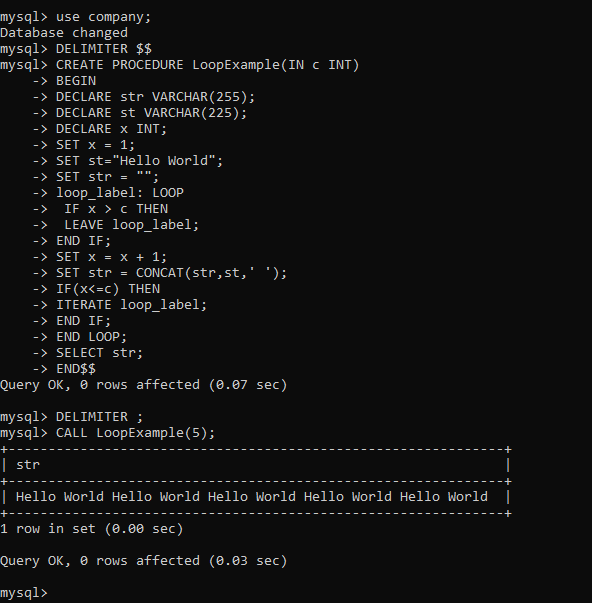 mysql> use company;
Database changed
mysql> DELIMITER $$
mysql> CREATE PROCEDURE LoopExample(IN c INT)
    -> BEGIN
    -> DECLARE str VARCHAR(255);
    -> DECLARE st VARCHAR(225);
    -> DECLARE x INT;
    -> SET x = 1;
    -> SET st="Hello World";
    -> SET str = "";
    -> loop_label: LOOP
    ->  IF x > c THEN
    ->  LEAVE loop_label;
    -> END IF;
    -> SET x = x + 1;
    -> SET str = CONCAT(str,st,' ');
    -> IF(x<=c) THEN
    -> ITERATE loop_label;
    -> END IF;
    -> END LOOP;
    -> SELECT str;
    -> END$$
Query OK, 0 rows affected (0.07 sec)

mysql> DELIMITER ;
mysql> CALL LoopExample(5);
+--------------------------------------------------------------+
| str                                                          |
+--------------------------------------------------------------+
| Hello World Hello World Hello World Hello World Hello World  |
+--------------------------------------------------------------+
1 row in set (0.00 sec)

Query OK, 0 rows affected (0.03 sec)

mysql>